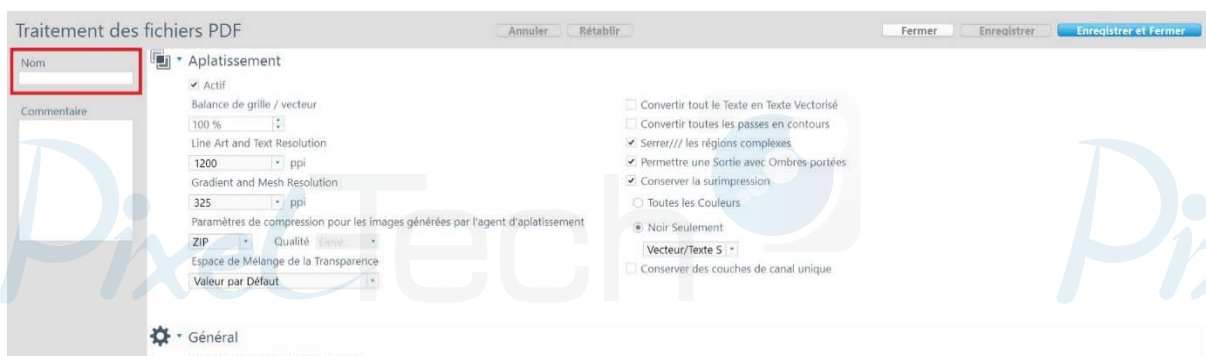 Traitement des fichiers PDF
Annuler Rétablir
Fermer Enregistrer Enregistrer et Fermer
Nom
Commentaire
Aplatissement
Actif
Balance de grille / vecteur
100 %
Line Art and Text Resolution
1200 ppi
Gradient and Mesh Resolution
325 ppi
Paramètres de compression pour les images générées par l'agent d'aplatissement
ZIP Qualité Élevé
Espace de Mélange de la Transparence
Valeur par Défaut
Convertir tout le Texte en Texte Vectorisé
Convertir toutes les passes en contours
Serrer/// les régions complexes
Permettre une Sortie avec Ombres portées
Conserver la surimpression
Toutes les Couleurs
Noir Seulement
Vecteur/Texte S
Conserver des couches de canal unique
Général
PixelTech
Pi